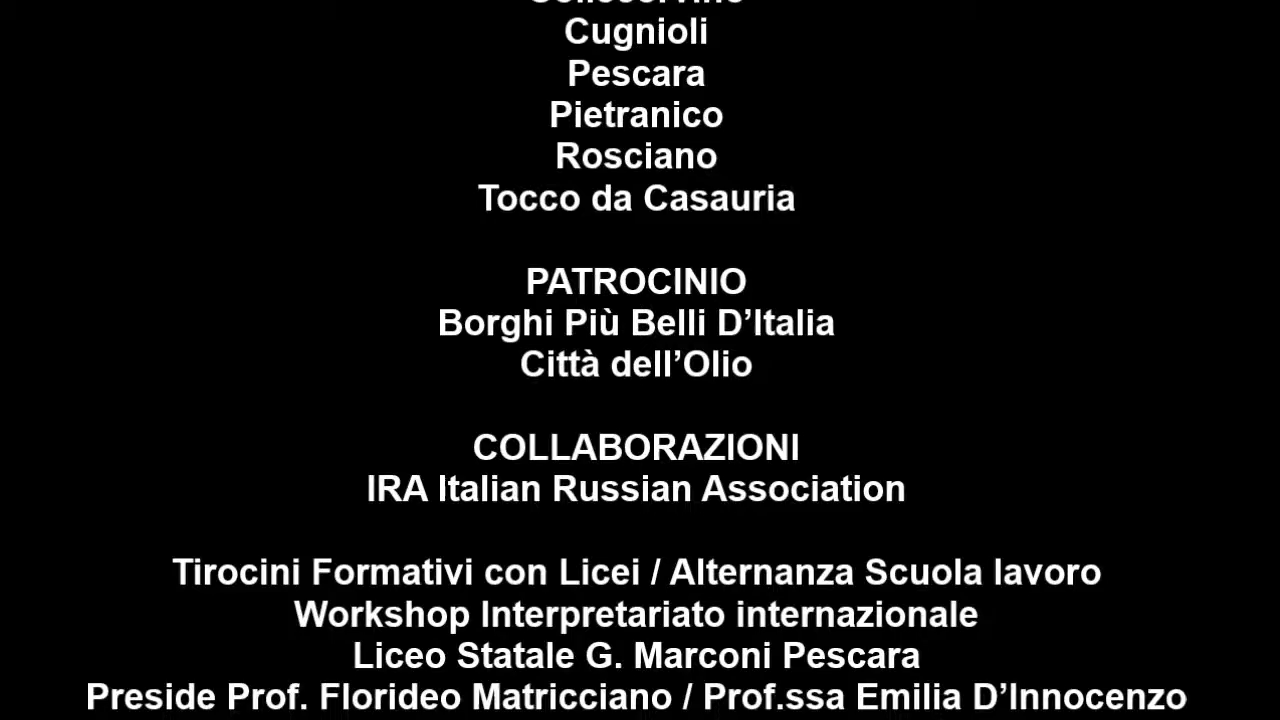 Cugnioli
Pescara
Pietranico
Rosciano
Tocco da Casauria
PATROCINIO
Borghi Più Belli D’Italia
Città dell’Olio
COLLABORAZIONI
IRA Italian Russian Association
Tirocini Formativi con Licei / Alternanza Scuola lavoro
Workshop Interpretariato internazionale
Liceo Statale G. Marconi Pescara
Preside Prof. Florideo Matricciano / Prof.ssa Emilia D’Innocenzo